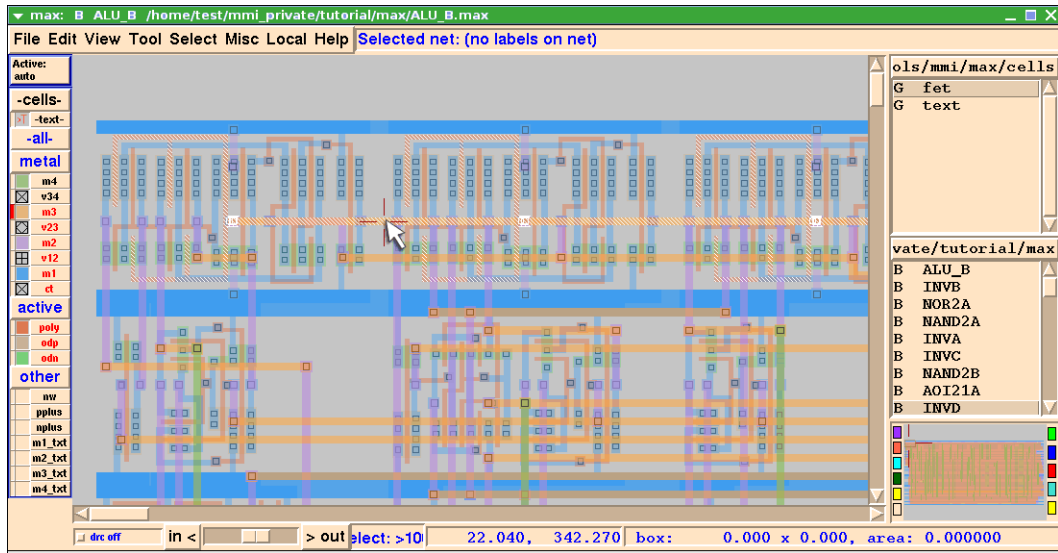 max: B ALU_B /home/test/mmi_private/tutorial/max/ALU_B.max
File Edit View Tool Select Misc Local Help Selected net: (no labels on net)
Active:
auto
-cells-
-text-
-all-
metal
m4
v34
m3
v23
m2
v12
m1
ct
active
poly
odp
odn
other
nw
pplus
nplus
m1_txt
m2_txt
m3_txt
m4_txt
ols/mmi/max/cells
G fet
G text
vate/tutorial/max
B ALU_B
B INVB
B NOR2A
B NAND2A
B INVA
B INVC
B NAND2B
B AOI21A
B INVD
drc off in < > out elect: >10 22.040, 342.270 box: 0.000 x 0.000, area: 0.000000